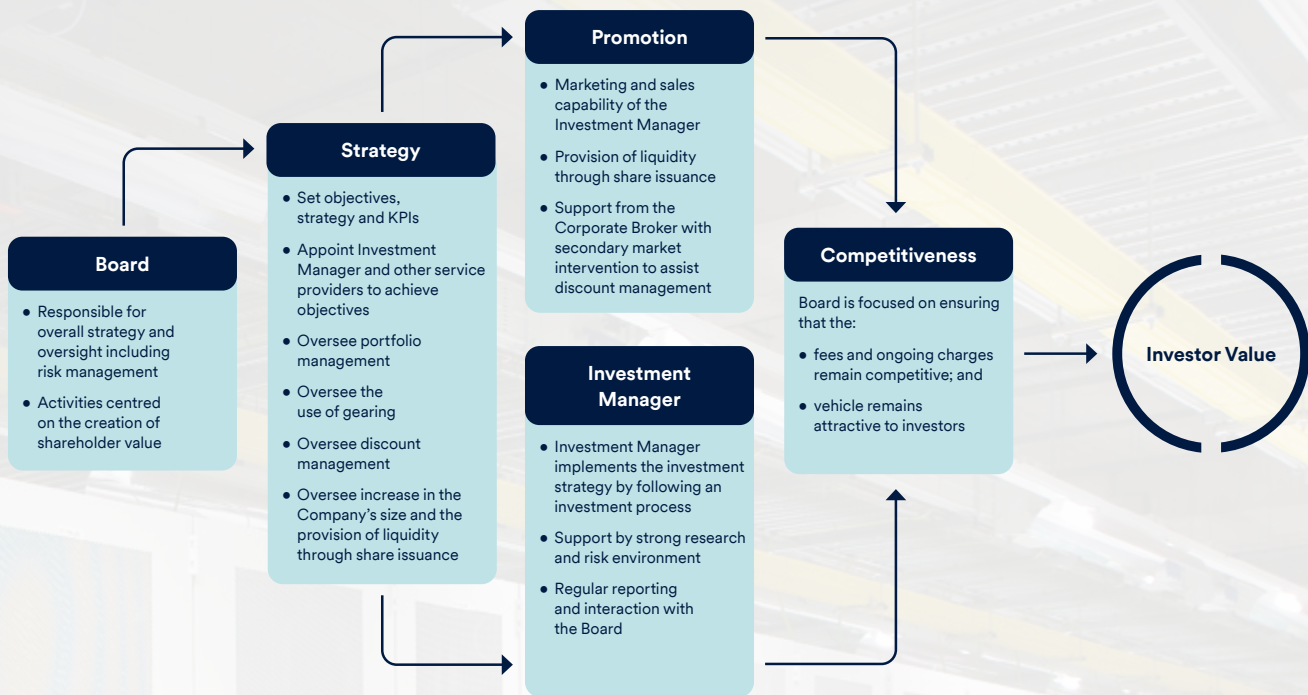 Board
● Responsible for
overall strategy and
oversight including
risk management
● Activities centred
on the creation of
shareholder value
Strategy
● Set objectives,
strategy and KPIs
● Appoint Investment
Manager and other service
providers to achieve
objectives
● Oversee portfolio
management
● Oversee the
use of gearing
● Oversee discount
management
● Oversee increase in the
Company’s size and the
provision of liquidity
through share issuance
Promotion
● Marketing and sales
capability of the
Investment Manager
● Provision of liquidity
through share issuance
● Support from the
Corporate Broker with
secondary market
intervention to assist
discount management
Investment
Manager
● Investment Manager
implements the investment
strategy by following an
investment process
● Support by strong research
and risk environment
● Regular reporting
and interaction with
the Board
Competitiveness
Board is focused on ensuring
that the:
● fees and ongoing charges
remain competitive; and
● vehicle remains
attractive to investors
Investor Value